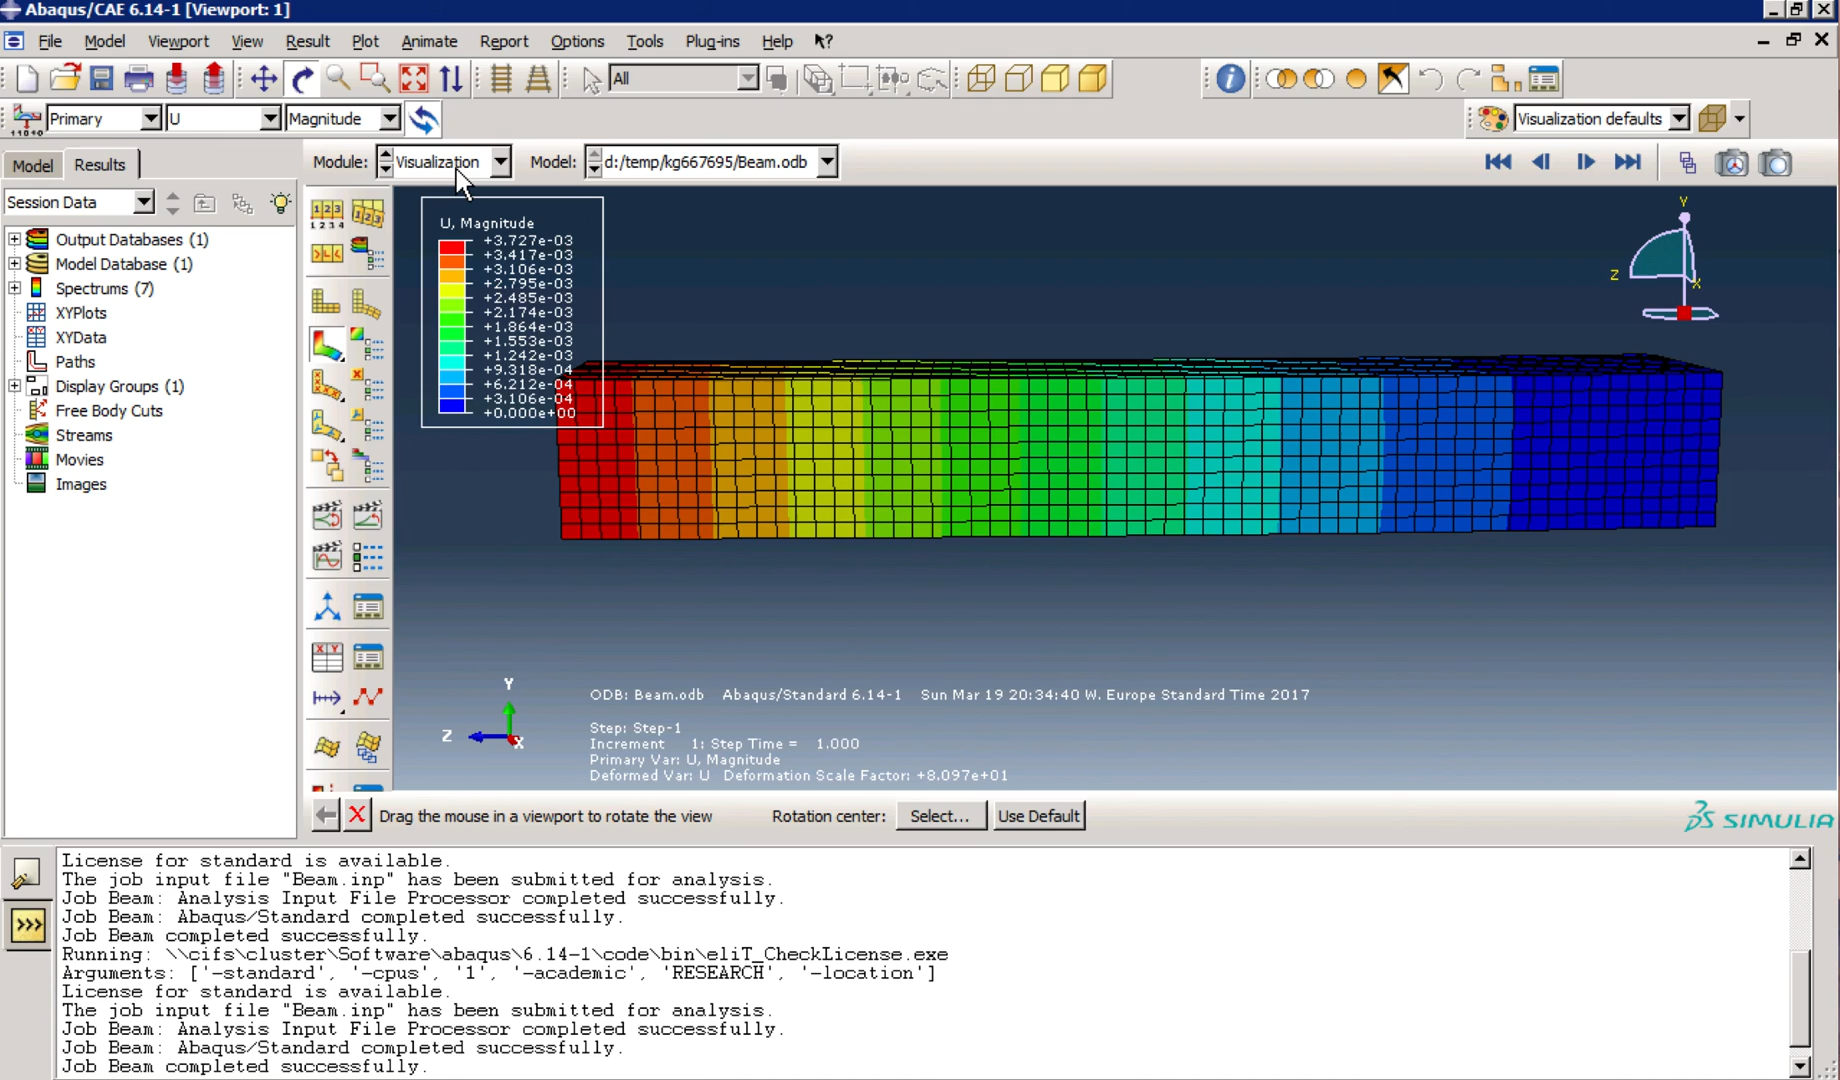 Abaqus/CAE 6.14-1 [Viewport: 1]
File Model Viewport View Result Plot Animate Report Options Tools Plug-ins Help
All
Primary U Magnitude Visualization defaults
Model Results Module: Visualization Model: d:/temp/kg667695/Beam.odb
Session Data
Output Databases (1)
Model Database (1)
Spectrums (7)
XYPlots
XYData
Paths
Display Groups (1)
Free Body Cuts
Streams
Movies
Images
U, Magnitude
+3.727e-03
+3.417e-03
+3.106e-03
+2.795e-03
+2.485e-03
+2.174e-03
+1.864e-03
+1.553e-03
+1.242e-03
+9.318e-04
+6.212e-04
+3.106e-04
+0.000e+00
Y
Z
X
Y
Z
X
ODB: Beam.odb Abaqus/Standard 6.14-1 Sun Mar 19 20:34:40 W. Europe Standard Time 2017
Step: Step-1
Increment 1: Step Time = 1.000
Primary Var: U, Magnitude
Deformed Var: U Deformation Scale Factor: +8.097e+01
Drag the mouse in a viewport to rotate the view Rotation center: Select... Use Default
SIMULIA
License for standard is available.
The job input file "Beam.inp" has been submitted for analysis.
Job Beam: Analysis Input File Processor completed successfully.
Job Beam: Abaqus/Standard completed successfully.
Job Beam completed successfully.
Running: \\cifs\cluster\Software\abaqus\6.14-1\code\bin\eliT_CheckLicense.exe
Arguments: ['-standard', '-cpus', '1', '-academic', 'RESEARCH', '-location']
License for standard is available.
The job input file "Beam.inp" has been submitted for analysis.
Job Beam: Analysis Input File Processor completed successfully.
Job Beam: Abaqus/Standard completed successfully.
Job Beam completed successfully.